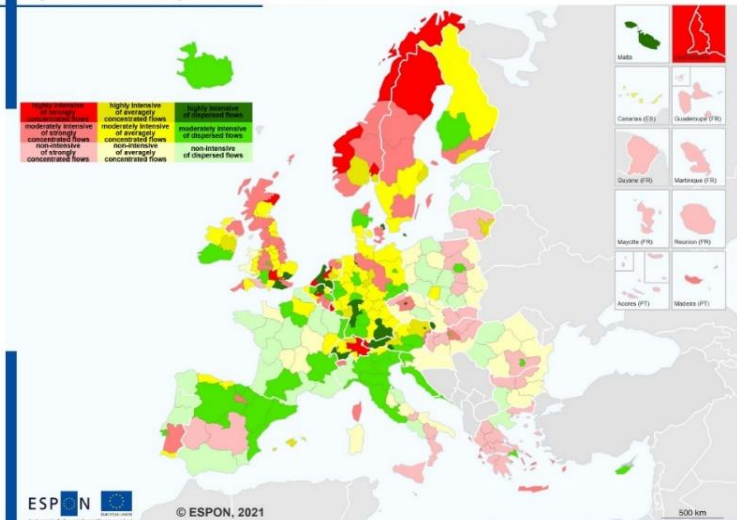 highly intensive
of strongly
concentrated flows
highly intensive
of averagely
concentrated flows
highly intensive
of dispersed flows
moderately intensive
of strongly
concentrated flows
moderately intensive
of averagely
concentrated flows
moderately intensive
of dispersed flows
non-intensive
of strongly
concentrated flows
non-intensive
of averagely
concentrated flows
non-intensive
of dispersed flows
Malta
Canarias (ES)
Guadeloupe (FR)
Guyane (FR)
Martinique (FR)
Mayotte (FR)
Reunion (FR)
Acores (PT)
Madeira (PT)
ESPON
© ESPON, 2021
500 km